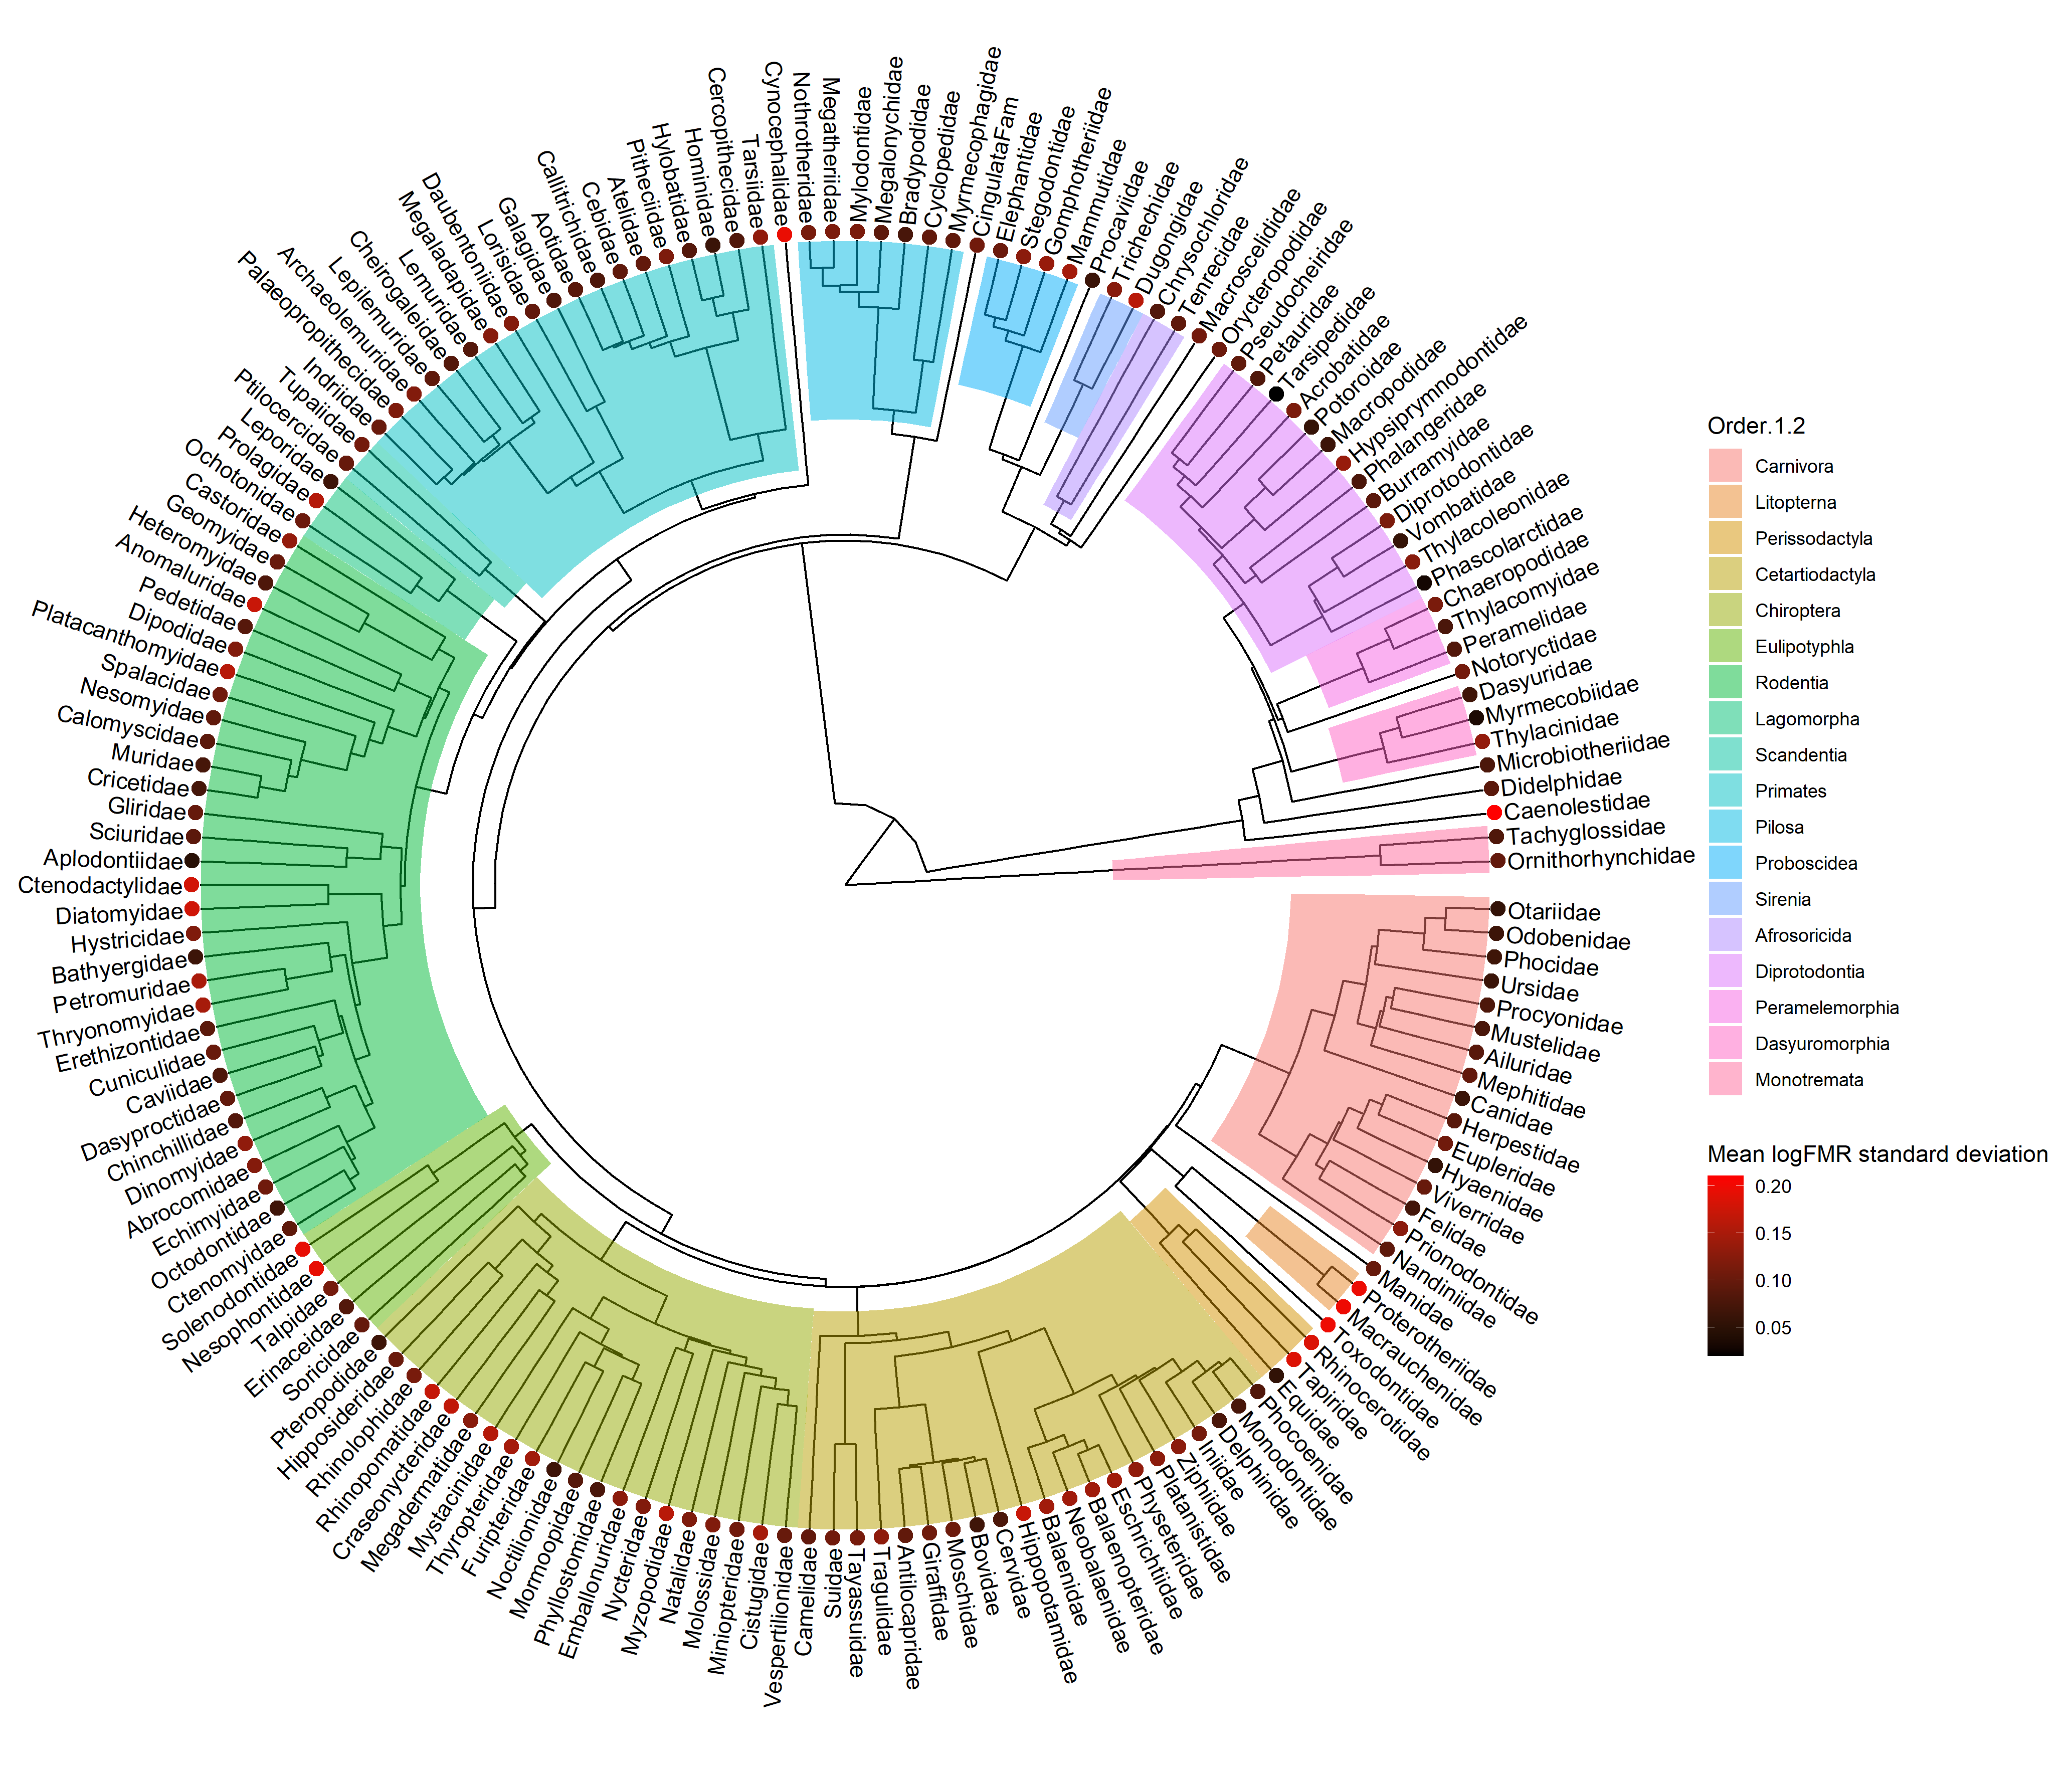 Cynocephalidae
Nothrotheridae
Megatheriidae
Mylodontidae
Megalonychidae
Bradypodidae
Cyclopedidae
Myrmecophagidae
CingulataFam
Elephantidae
Stegodontidae
Gomphotheriidae
Mammutidae
Procaviidae
Trichechidae
Dugongidae
Chrysochloridae
Tenrecidae
Macroscelididae
Orycteropodidae
Pseudocheiridae
Petauridae
Tarsipedidae
Acrobatidae
Potoroidae
Macropodidae
Hypsiprymnodontidae
Phalangeridae
Burramyidae
Diprotodontidae
Vombatidae
Thylacoleonidae
Phascolarctidae
Chaeropodidae
Thylacomyidae
Peramelidae
Notoryctidae
Dasyuridae
Myrmecobiidae
Thylacinidae
Microbiotheriidae
Didelphidae
Caenolestidae
Tachyglossidae
Ornithorhynchidae
Otariidae
Odobenidae
Phocidae
Ursidae
Procyonidae
Mustelidae
Ailuridae
Mephitidae
Canidae
Herpestidae
Eupleridae
Hyaenidae
Viverridae
Felidae
Prionodontidae
Nandiniidae
Manidae
Proterotheriidae
Macrauchenidae
Toxodontidae
Rhinocerotidae
Tapiridae
Equidae
Phocoenidae
Monodontidae
Delphinidae
Iniidae
Ziphiidae
Platanistidae
Physeteridae
Eschrichtiidae
Balaenopteridae
Neobalaenidae
Balaenidae
Hippopotamidae
Cervidae
Bovidae
Moschidae
Giraffidae
Antilocapridae
Tragulidae
Tayassuidae
Suidae
Camelidae
Vespertilionidae
Cistugidae
Miniopteridae
Molossidae
Natalidae
Myzopodidae
Nycteridae
Emballonuridae
Phyllostomidae
Mormoopidae
Noctilionidae
Furipteridae
Thyropteridae
Mystacinidae
Megadermatidae
Craseonycteridae
Rhinopomatidae
Rhinolophidae
Hipposideridae
Pteropodidae
Soricidae
Erinaceidae
Talpidae
Nesophontidae
Solenodontidae
Ctenomyidae
Octodontidae
Echimyidae
Abrocomidae
Dinomyidae
Chinchillidae
Dasyproctidae
Caviidae
Cuniculidae
Erethizontidae
Thryonomyidae
Petromuridae
Bathyergidae
Hystricidae
Diatomyidae
Ctenodactylidae
Aplodontiidae
Sciuridae
Gliridae
Cricetidae
Muridae
Calomyscidae
Nesomyidae
Spalacidae
Platacanthomyidae
Dipodidae
Pedetidae
Anomaluridae
Heteromyidae
Geomyidae
Castoridae
Ochotonidae
Prolagidae
Leporidae
Ptilocercidae
Tupaiidae
Indriidae
Palaeopropithecidae
Archaeolemuridae
Lepilemuridae
Cheirogaleidae
Lemuridae
Megaladapidae
Daubentoniidae
Lorisidae
Galagidae
Aotidae
Callitrichidae
Cebidae
Atelidae
Pitheciidae
Hylobatidae
Hominidae
Cercopithecidae
Tarsiidae
Order.1.2
Carnivora
Litopterna
Perissodactyla
Cetartiodactyla
Chiroptera
Eulipotyphla
Rodentia
Lagomorpha
Scandentia
Primates
Pilosa
Proboscidea
Sirenia
Afrosoricida
Diprotodontia
Peramelemorphia
Dasyuromorphia
Monotremata
Mean logFMR standard deviation
0.20
0.15
0.10
0.05